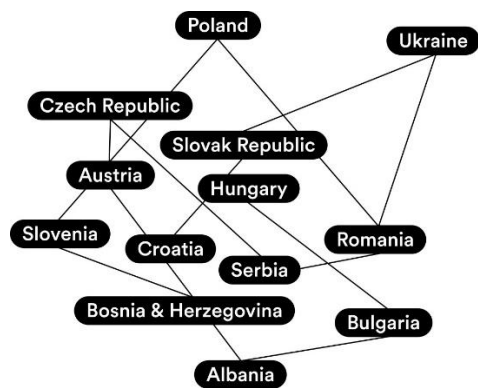 Poland
Ukraine
Czech Republic
Slovak Republic
Austria
Hungary
Slovenia
Croatia
Romania
Serbia
Bosnia & Herzegovina
Bulgaria
Albania